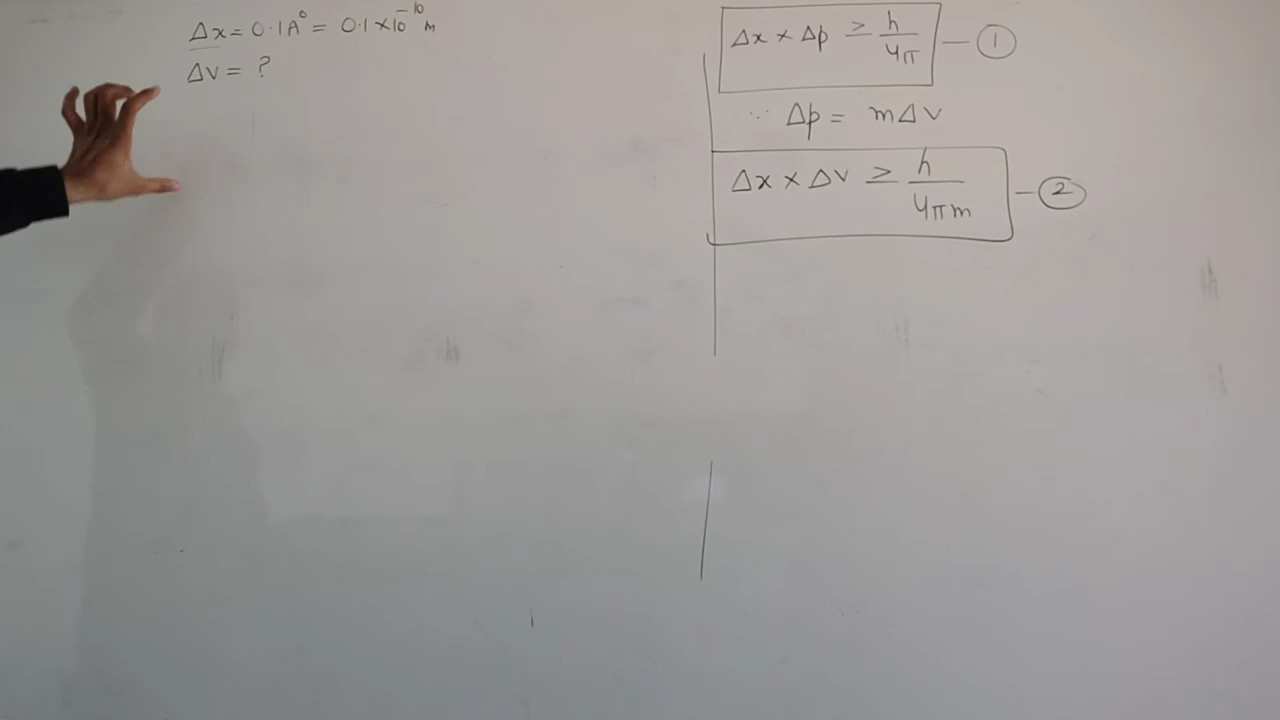 Δx = 0.1A° = 0.1×10⁻¹⁰ m
Δv = ?
Δx × Δp ≥ h/4π — ①
∵ Δp = mΔv
Δx × Δv ≥ h/4πm — ②